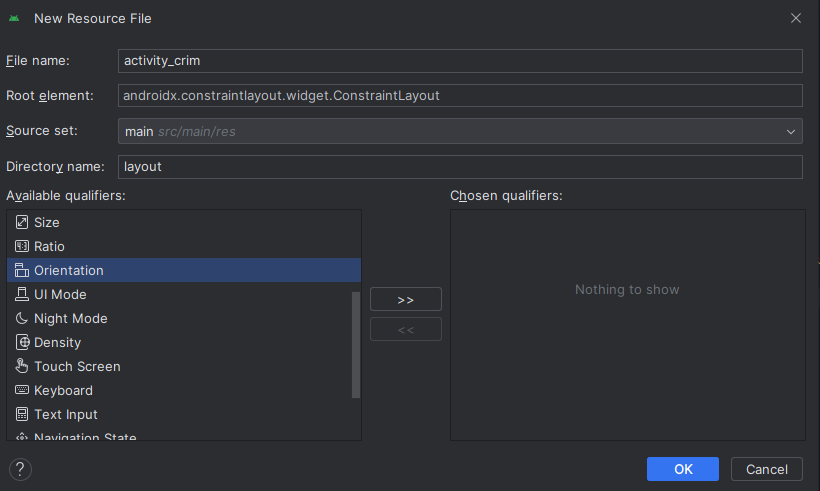 New Resource File
File name:
activity_crim
Root element:
androidx.constraintlayout.widget.ConstraintLayout
Source set:
main src/main/res
Directory name:
layout
Available qualifiers:
Size
Ratio
Orientation
UI Mode
Night Mode
Density
Touch Screen
Keyboard
Text Input
Navigation State
>>
<<
Chosen qualifiers:
Nothing to show
?
OK
Cancel